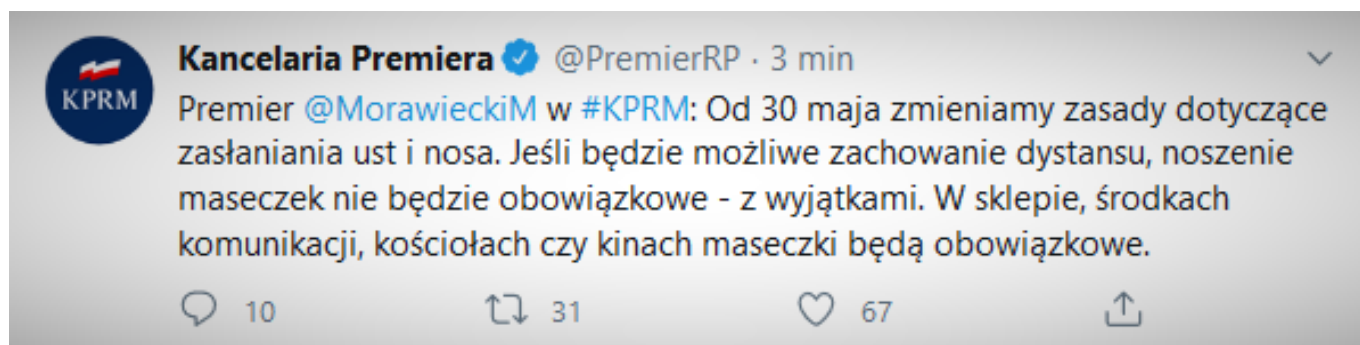 KPRM
Kancelaria Premiera @PremierRP · 3 min
Premier @MorawieckiM w #KPRM: Od 30 maja zmieniamy zasady dotyczące
zasłaniania ust i nosa. Jeśli będzie możliwe zachowanie dystansu, noszenie
maseczek nie będzie obowiązkowe - z wyjątkami. W sklepie, środkach
komunikacji, kościołach czy kinach maseczki będą obowiązkowe.
10 31 67